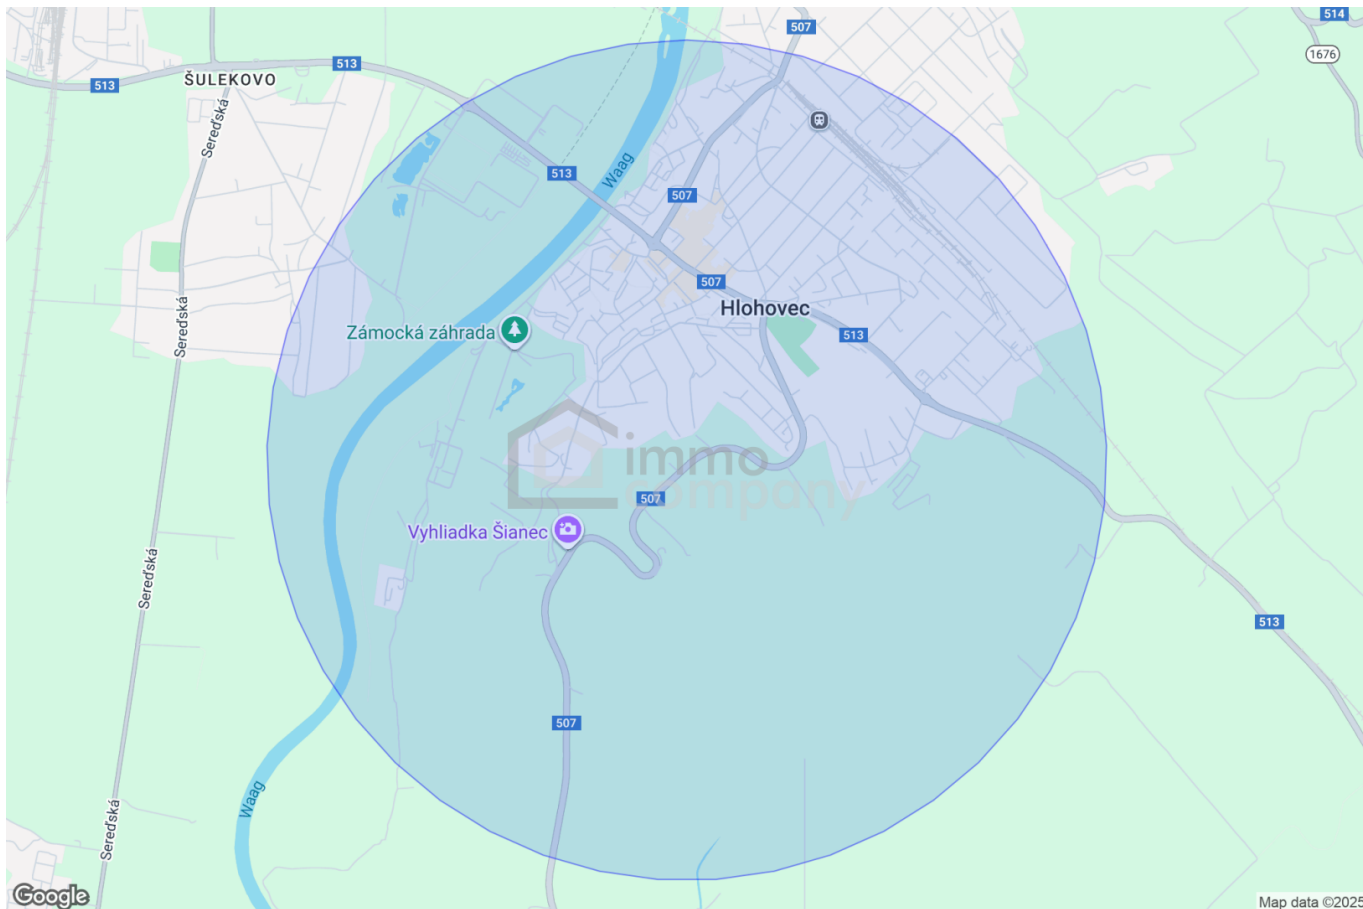 507
514
1676
513
513
ŠULEKOVO
Sereďská
Waag
513
507
507
Hlohovec
513
Zámocká záhrada
Sereďská
immo
company
507
Vyhliadka Šianec
Sereďská
513
507
Waag
Sereďská
Google
Map data ©2025